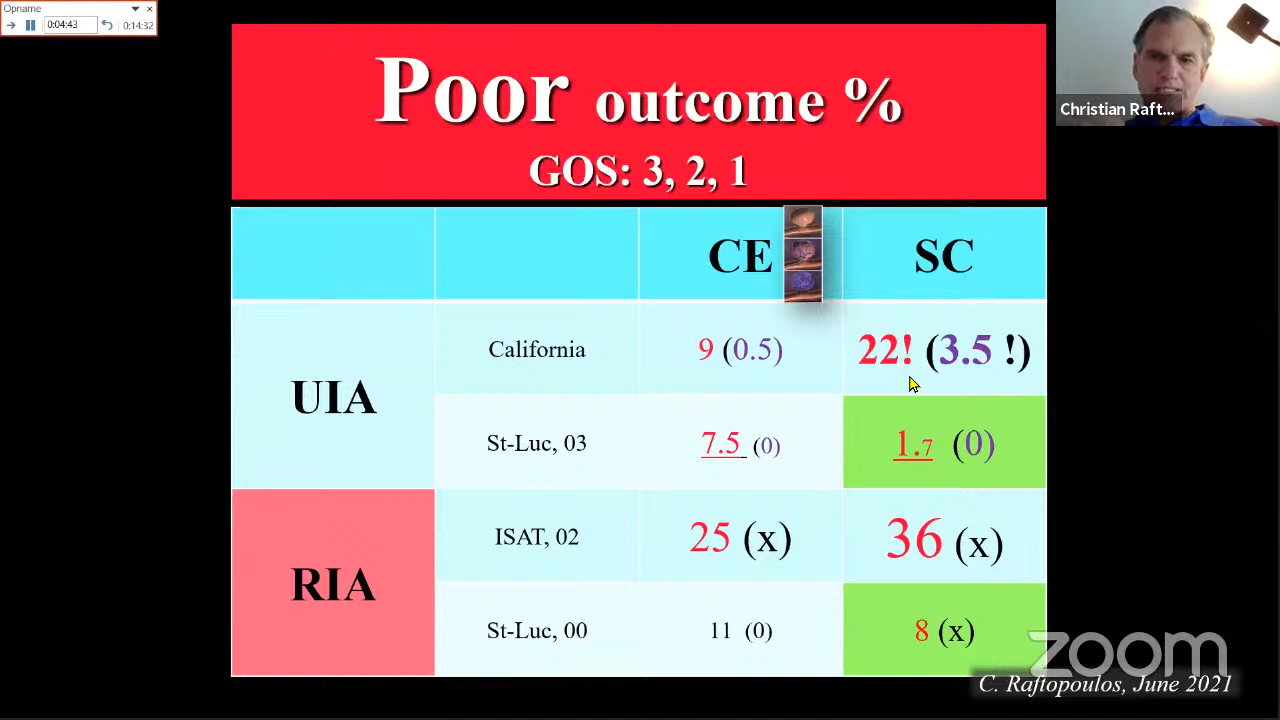 Opname
0:04:43
0:14:32
Christian Raft...
Poor outcome %
GOS: 3, 2, 1
CE
SC
UIA
California
9 (0.5)
22! (3.5 !)
St-Luc, 03
7.5 (0)
1.7 (0)
RIA
ISAT, 02
25 (x)
36 (x)
St-Luc, 00
11 (0)
8 (x)
zoom
C. Raftopoulos, June 2021